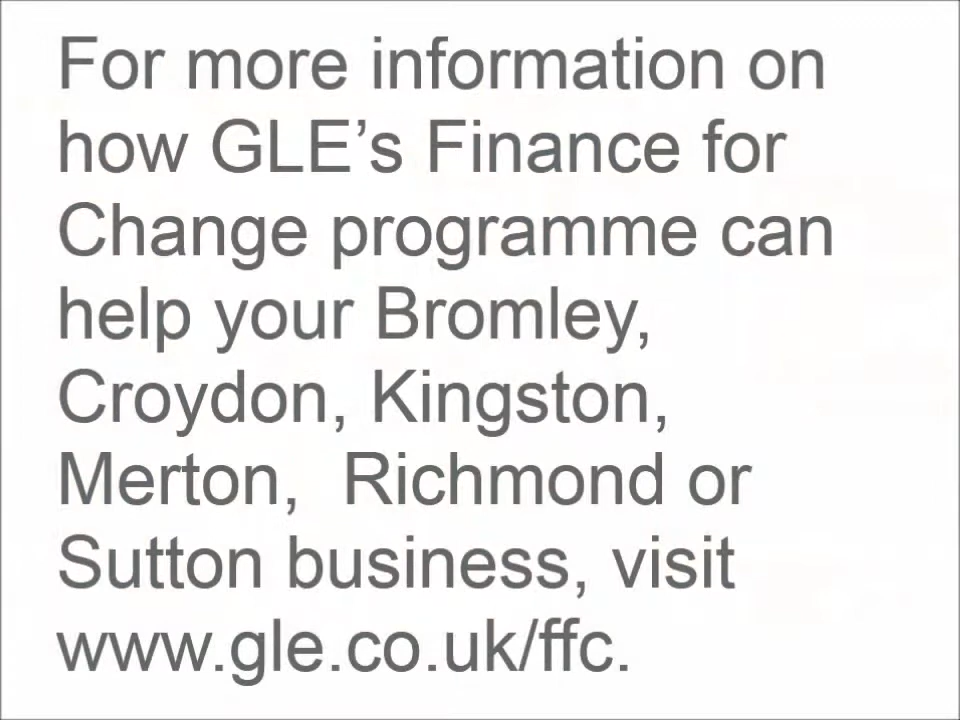 For more information on
how GLE’s Finance for
Change programme can
help your Bromley,
Croydon, Kingston,
Merton,  Richmond or
Sutton business, visit
www.gle.co.uk/ffc.